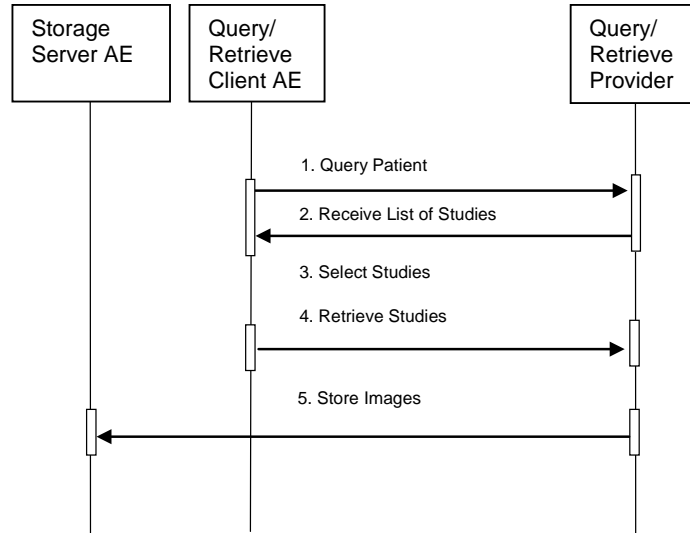 Storage
Server AE
Query/
Retrieve
Client AE
Query/
Retrieve
Provider
1. Query Patient
2. Receive List of Studies
3. Select Studies
4. Retrieve Studies
5. Store Images